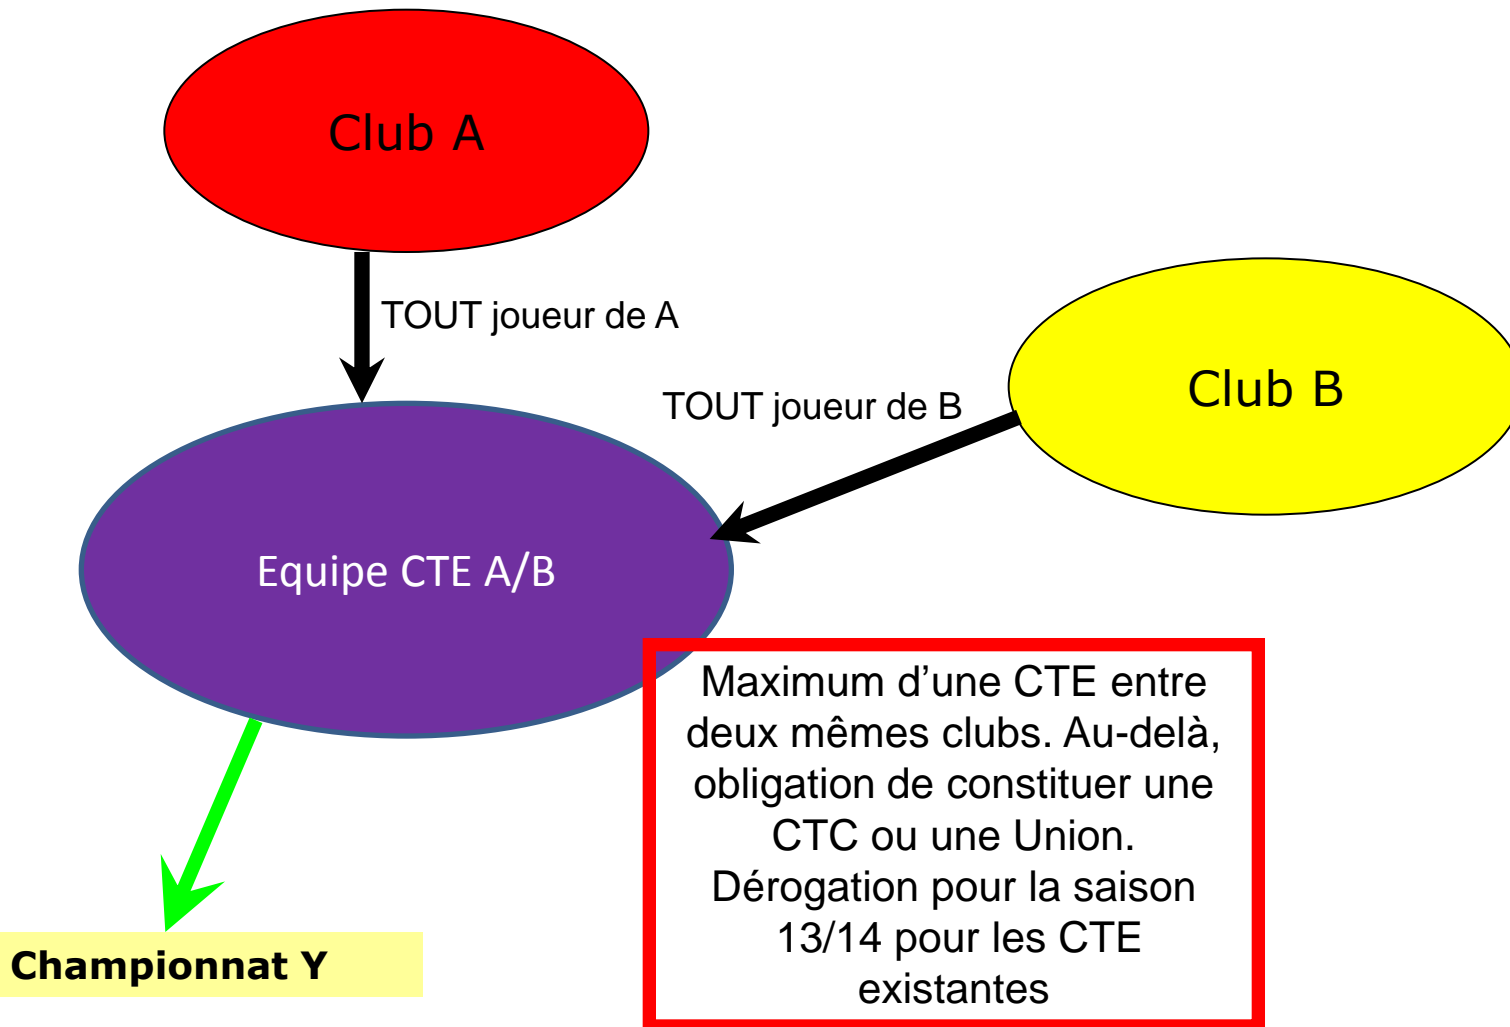 Club A
TOUT joueur de A
Club B
TOUT joueur de B
Equipe CTE A/B
Maximum d’une CTE entre
deux mêmes clubs. Au-delà,
obligation de constituer une
CTC ou une Union.
Dérogation pour la saison
13/14 pour les CTE
existantes
Championnat Y